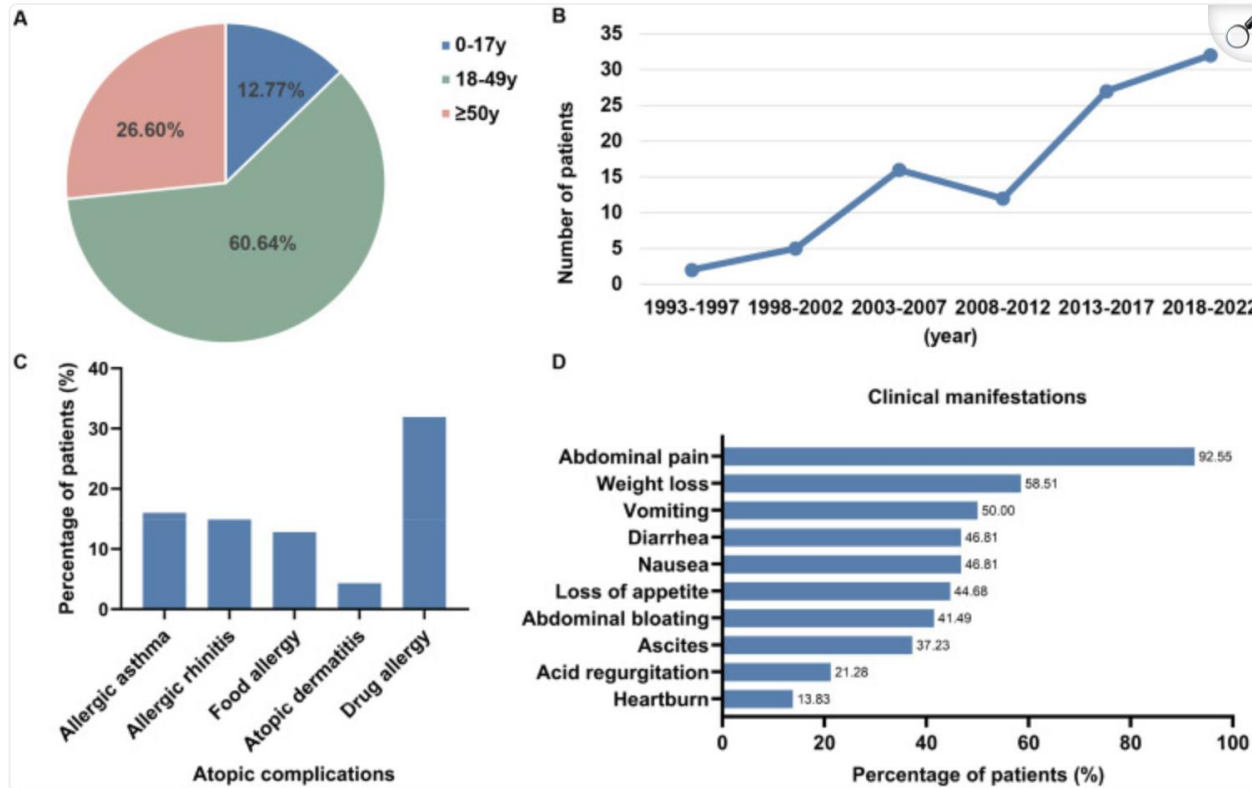 A
0-17y
18-49y
≥50y
12.77%
26.60%
60.64%
B
Number of patients
35
30
25
20
15
10
5
0
1993-1997 1998-2002 2003-2007 2008-2012 2013-2017 2018-2022
(year)
C
Percentage of patients (%)
40
30
20
10
0
Allergic asthma
Allergic rhinitis
Food allergy
Atopic dermatitis
Drug allergy
Atopic complications
D
Clinical manifestations
Abdominal pain 92.55
Weight loss 58.51
Vomiting 50.00
Diarrhea 46.81
Nausea 46.81
Loss of appetite 44.68
Abdominal bloating 41.49
Ascites 37.23
Acid regurgitation 21.28
Heartburn 13.83
0 20 40 60 80 100
Percentage of patients (%)